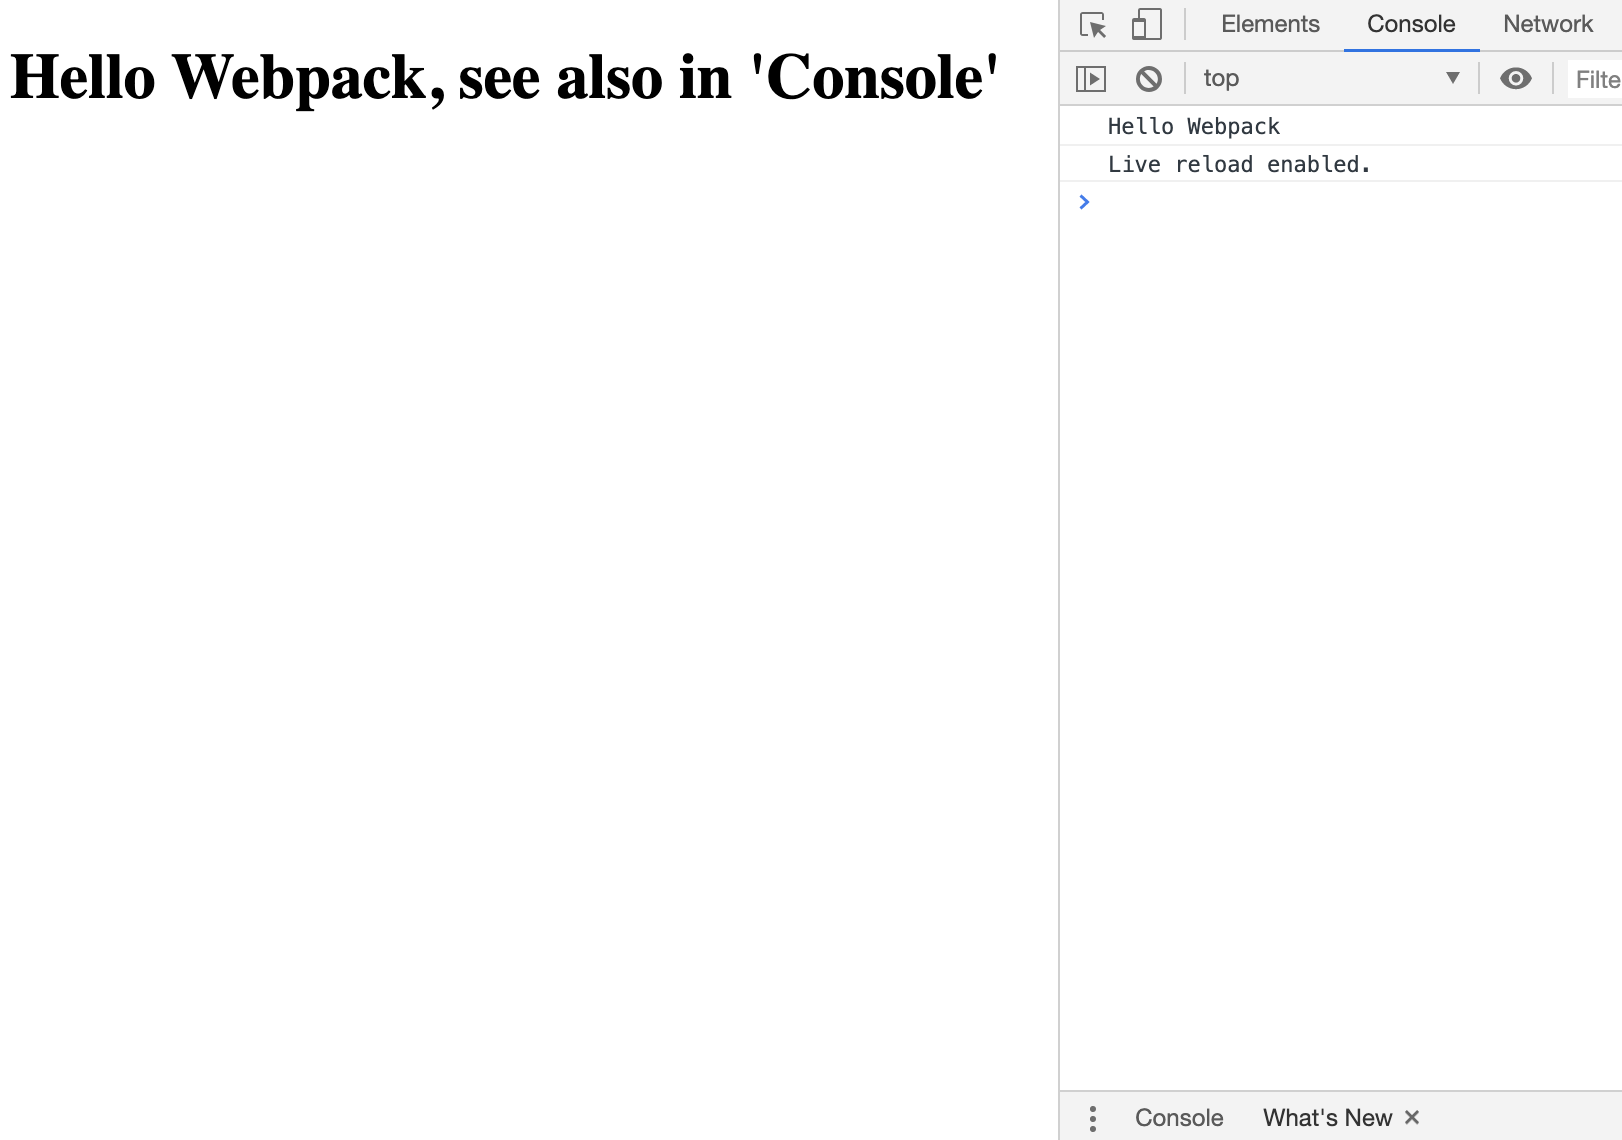 Hello Webpack, see also in 'Console'
Elements Console Network
top Filte
Hello Webpack
Live reload enabled.
Console What's New